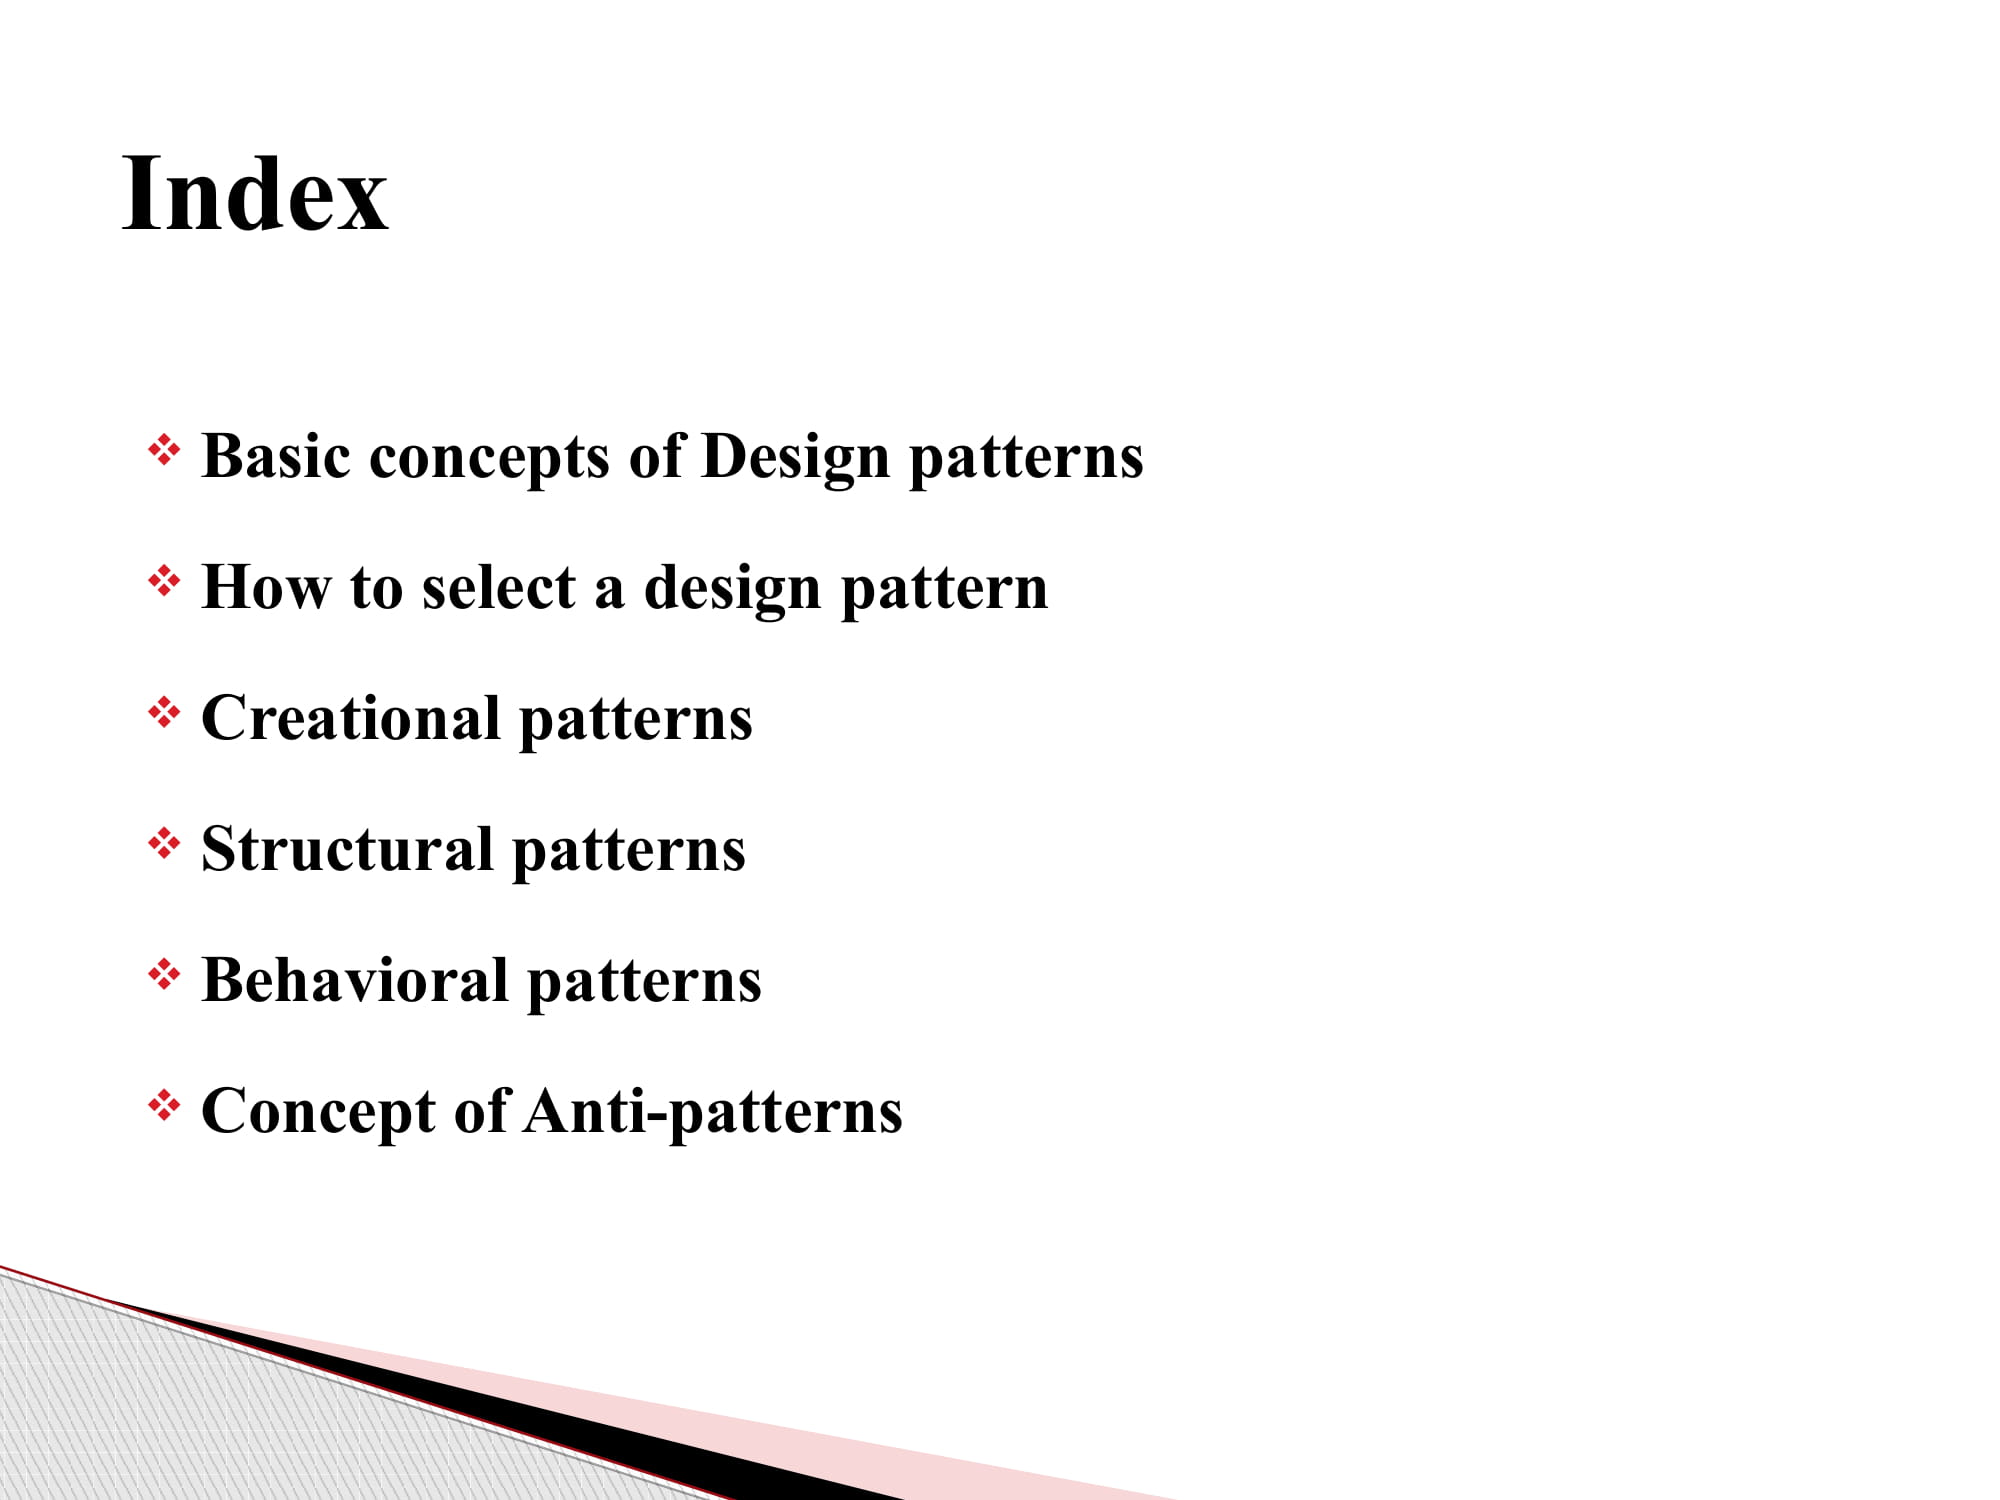 Index
❖ Basic concepts of Design patterns
❖ How to select a design pattern
❖ Creational patterns
❖ Structural patterns
❖ Behavioral patterns
❖ Concept of Anti-patterns